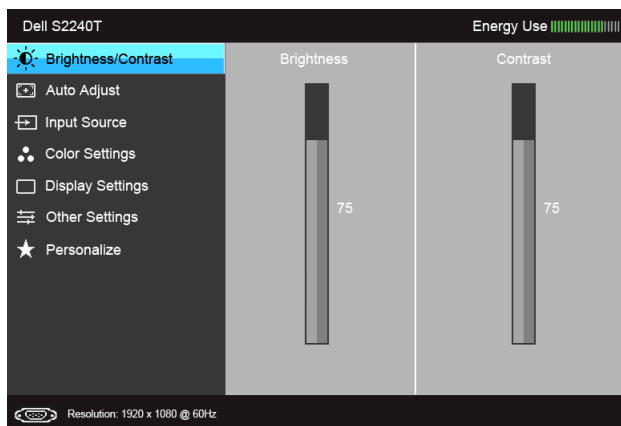 Dell S2240T
Energy Use
Brightness/Contrast
Auto Adjust
Input Source
Color Settings
Display Settings
Other Settings
Personalize
Brightness
Contrast
75
75
Resolution: 1920 x 1080 @ 60Hz